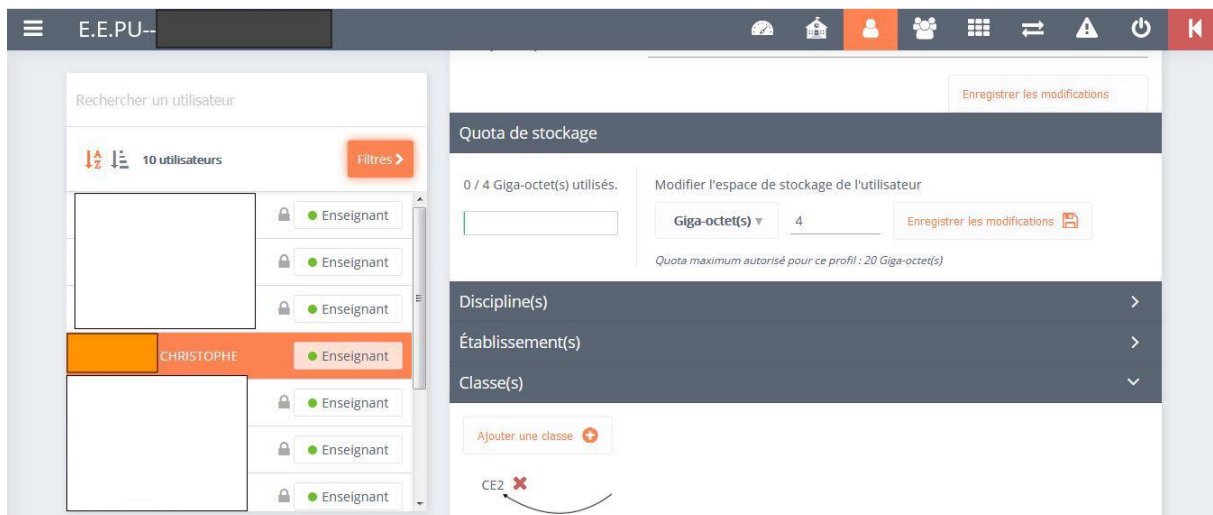 E.E.PU--
Rechercher un utilisateur
10 utilisateurs
Filtres
Enseignant
Enseignant
Enseignant
CHRISTOPHE Enseignant
Enseignant
Enseignant
Enseignant
Enregistrer les modifications
Quota de stockage
0 / 4 Giga-octet(s) utilisés.
Modifier l'espace de stockage de l'utilisateur
Giga-octet(s) 4 Enregistrer les modifications
Quota maximum autorisé pour ce profil : 20 Giga-octet(s)
Discipline(s)
Établissement(s)
Classe(s)
Ajouter une classe
CE2